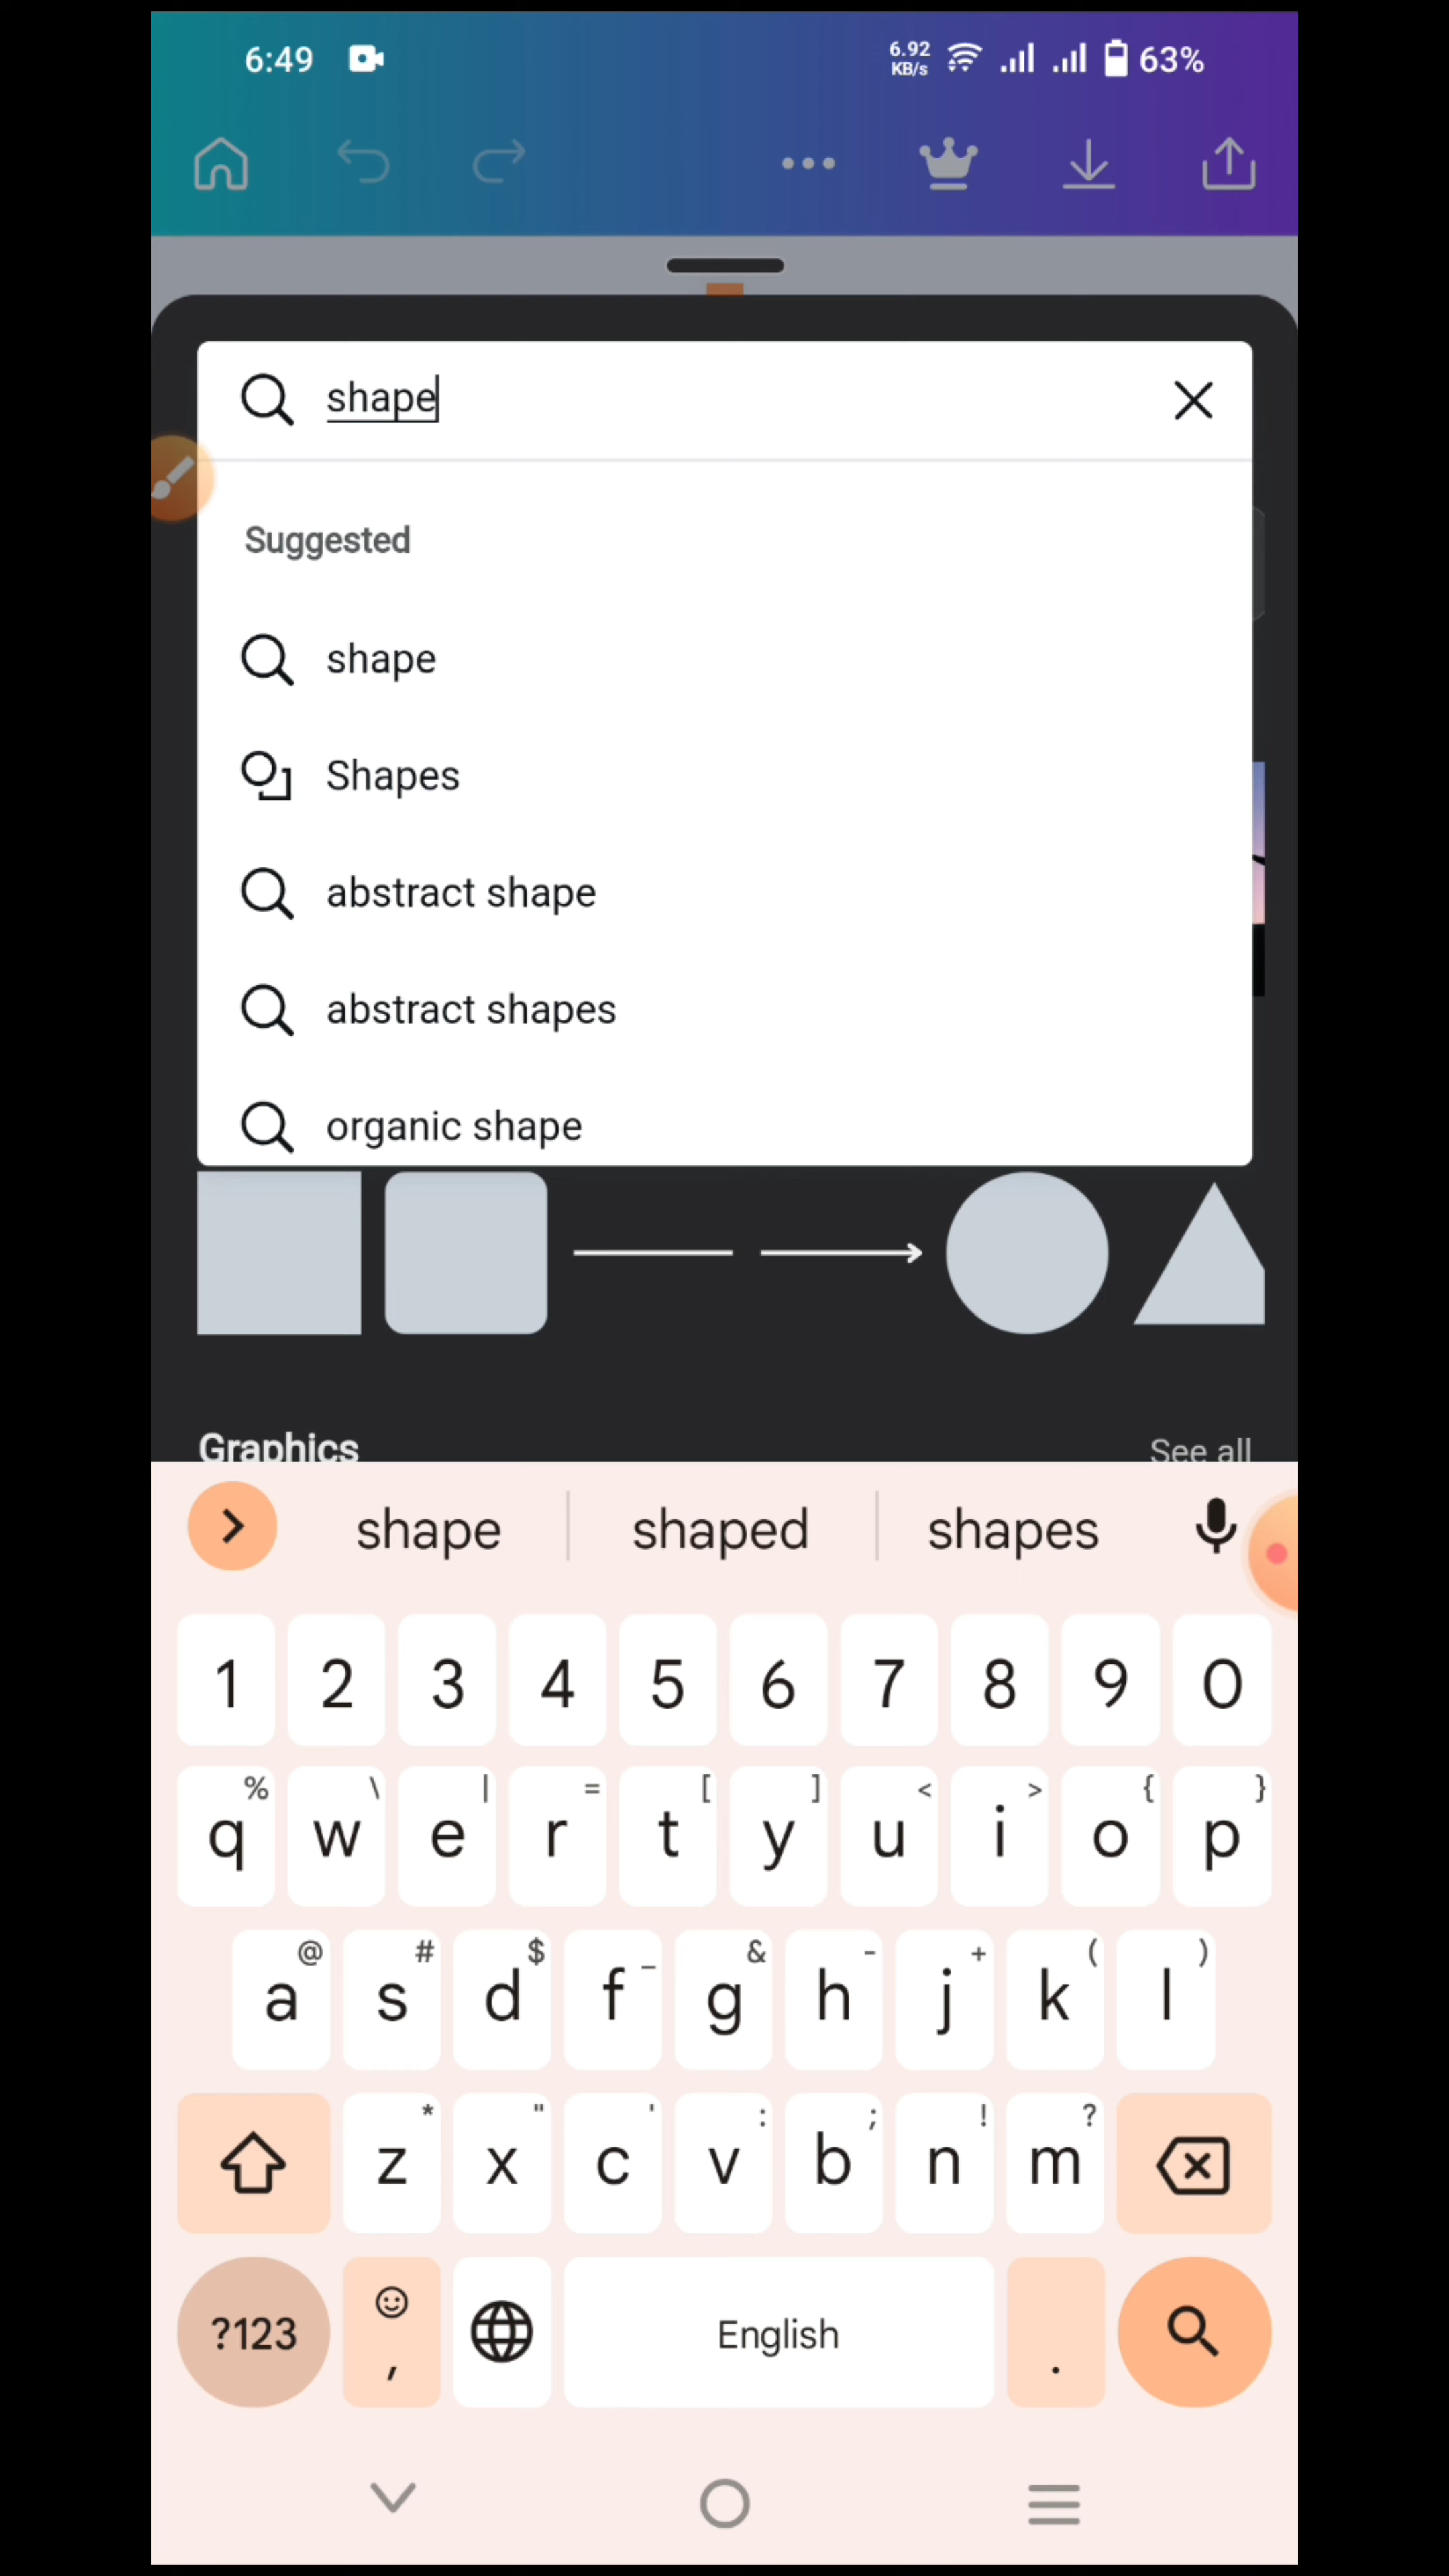 6:49 6.92 KB/s 63%
shape
Suggested
shape
Shapes
abstract shape
abstract shapes
organic shape
Graphics See all
shape shaped shapes
1 2 3 4 5 6 7 8 9 0
% \ | = [ ] < > { }
q w e r t y u i o p
@ # $ _ & - + ( )
a s d f g h j k l
* " ' : ; ! ?
z x c v b n m
?123 , English .